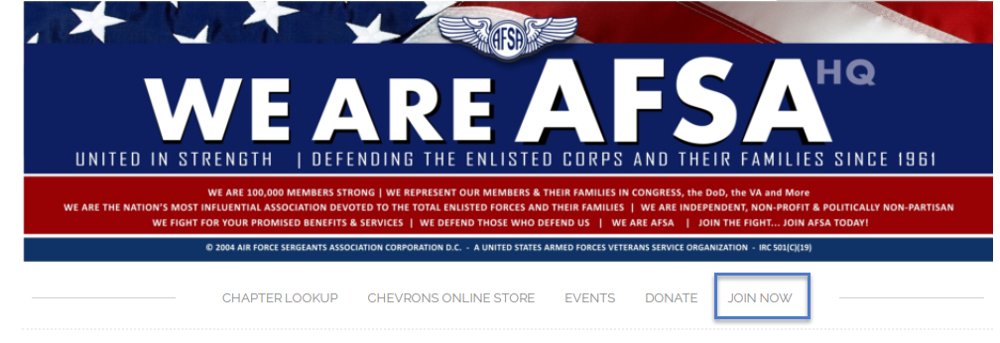 AFSA
WE ARE AFSA HQ
UNITED IN STRENGTH | DEFENDING THE ENLISTED CORPS AND THEIR FAMILIES SINCE 1961
WE ARE 100,000 MEMBERS STRONG | WE REPRESENT OUR MEMBERS & THEIR FAMILIES IN CONGRESS, the DoD, the VA and More
WE ARE THE NATION'S MOST INFLUENTIAL ASSOCIATION DEVOTED TO THE TOTAL ENLISTED FORCES AND THEIR FAMILIES | WE ARE INDEPENDENT, NON-PROFIT & POLITICALLY NON-PARTISAN
WE FIGHT FOR YOUR PROMISED BENEFITS & SERVICES | WE DEFEND THOSE WHO DEFEND US | WE ARE AFSA | JOIN THE FIGHT... JOIN AFSA TODAY!
© 2004 AIR FORCE SERGEANTS ASSOCIATION CORPORATION D.C. - A UNITED STATES ARMED FORCES VETERANS SERVICE ORGANIZATION - IRC 501(C)(19)
CHAPTER LOOKUP CHEVRONS ONLINE STORE EVENTS DONATE JOIN NOW